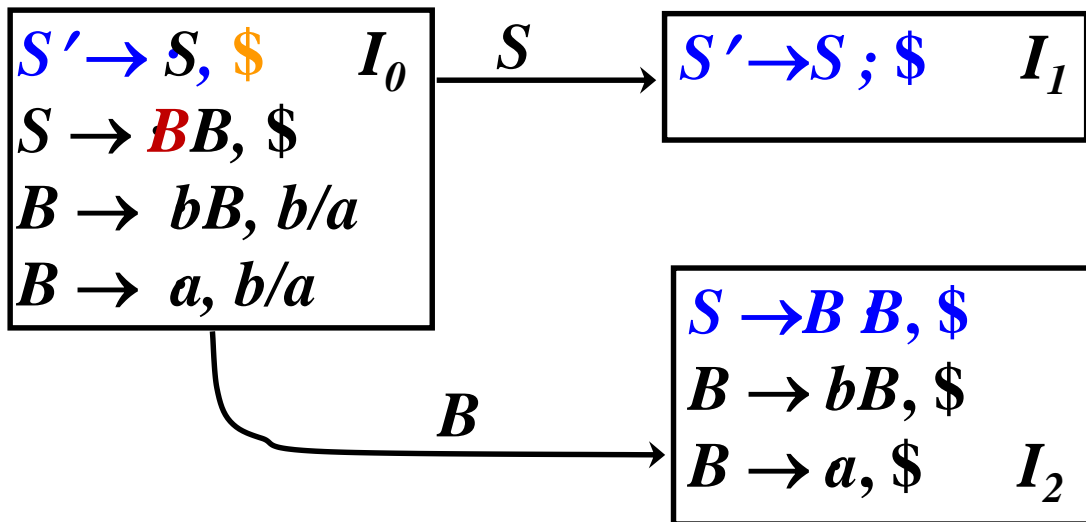 S′ → ·S, $ I₀
S → ·BB, $
B → ·bB, b/a
B → ·a, b/a
S
S′ → S·, $ I₁
B
S → B·B, $
B → ·bB, $
B → ·a, $ I₂